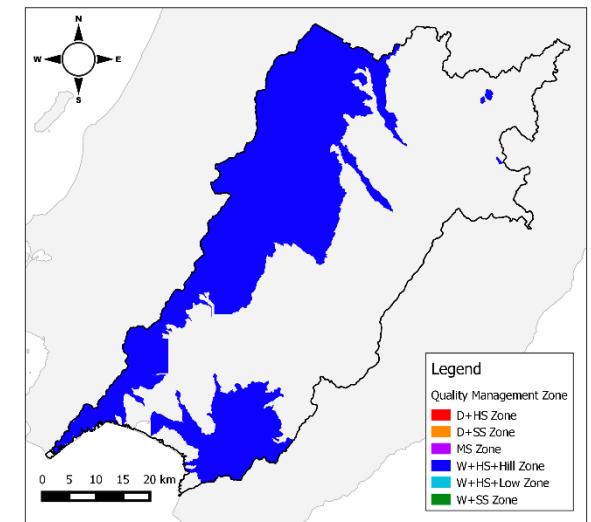 N
W E
S
Legend
Quality Management Zone
D+HS Zone
D+SS Zone
MS Zone
W+HS+Hill Zone
W+HS+Low Zone
W+SS Zone
0 5 10 15 20 km